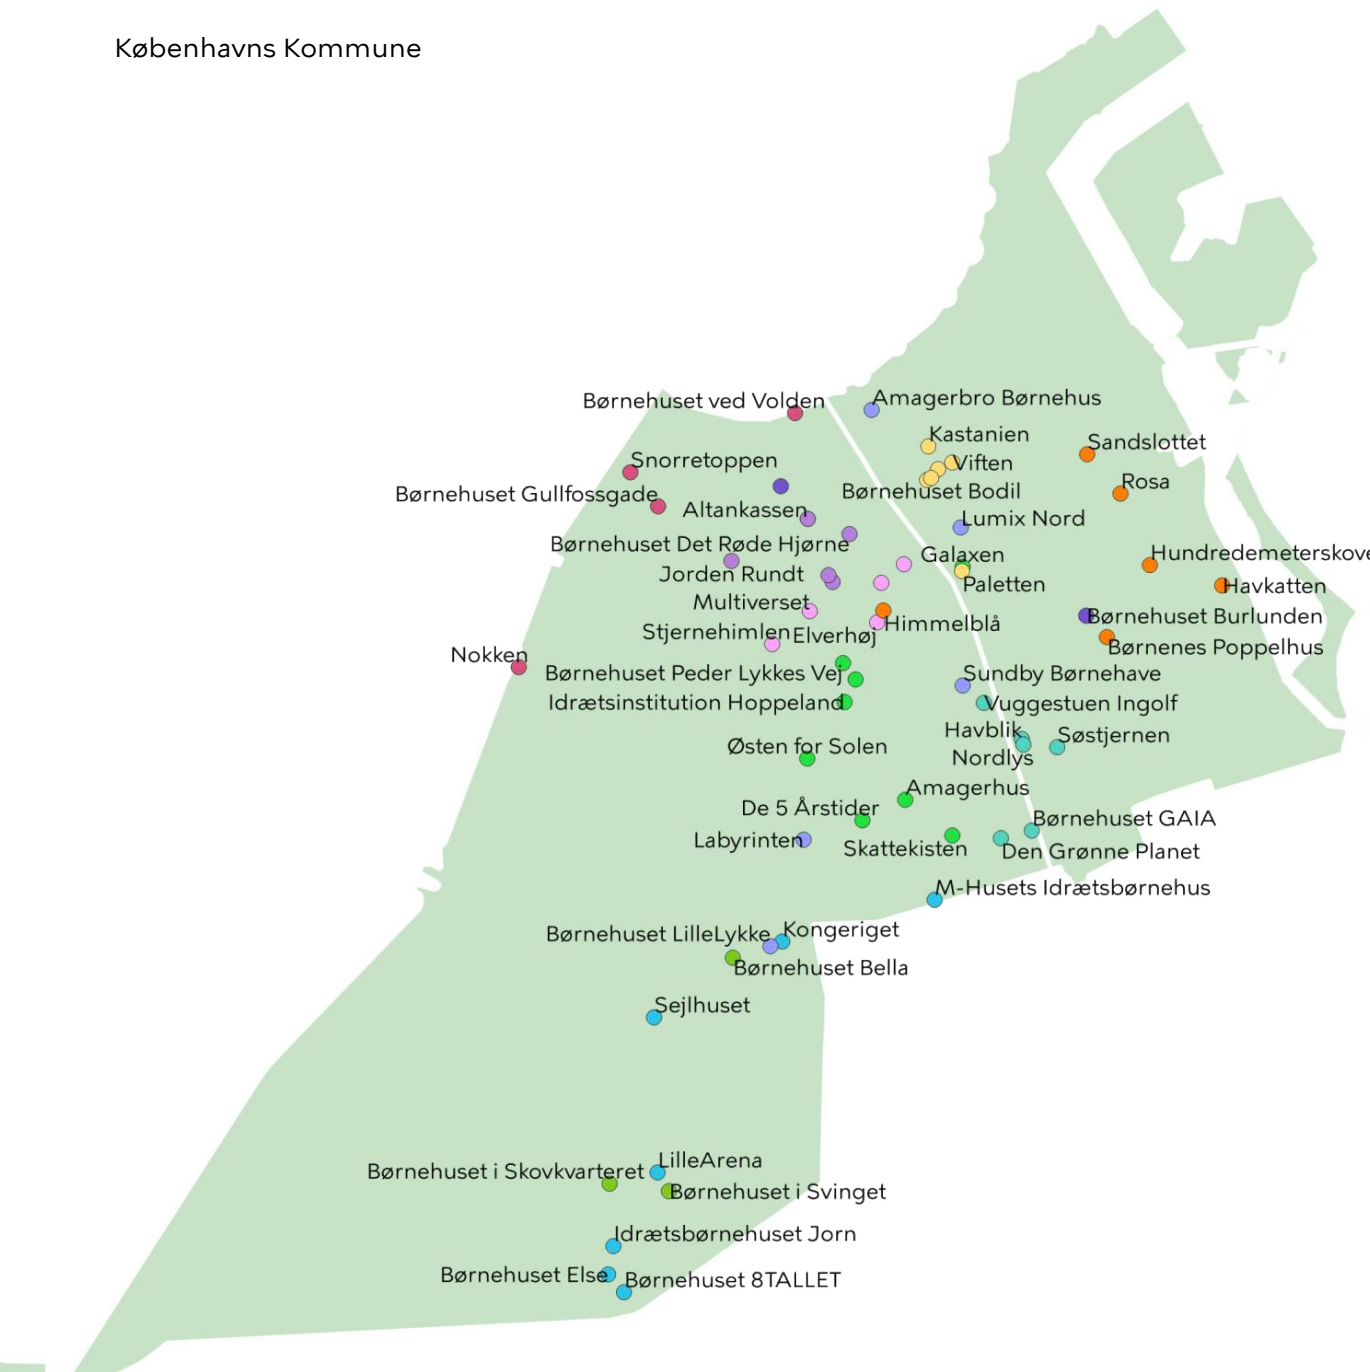 Københavns Kommune
Børnehuset ved Volden
Amagerbro Børnehus
Kastanien
Sandslottet
Snorretoppen
Viften
Rosa
Børnehuset Gullfossgade
Børnehuset Bodil
Altankassen
Lumix Nord
Børnehuset Det Røde Hjørne
Galaxen
Hundredemeterskove
Jorden Rundt
Paletten
Havkatten
Multiverset
Børnehuset Burlunden
Himmelblå
Stjernehimlen
Elverhøj
Børnenes Poppelhus
Nokken
Børnehuset Peder Lykkes Vej
Sundby Børnehave
Idrætsinstitution Hoppeland
Vuggestuen Ingolf
Havblik
Søstjernen
Østen for Solen
Nordlys
Amagerhus
De 5 Årstider
Børnehuset GAIA
Labyrinten
Skattekisten
Den Grønne Planet
M-Husets Idrætsbørnehus
Børnehuset LilleLykke
Kongeriget
Børnehuset Bella
Sejlhuset
LilleArena
Børnehuset i Skovkvarteret
Børnehuset i Svinget
Idrætsbørnehuset Jorn
Børnehuset Else
Børnehuset 8TALLET